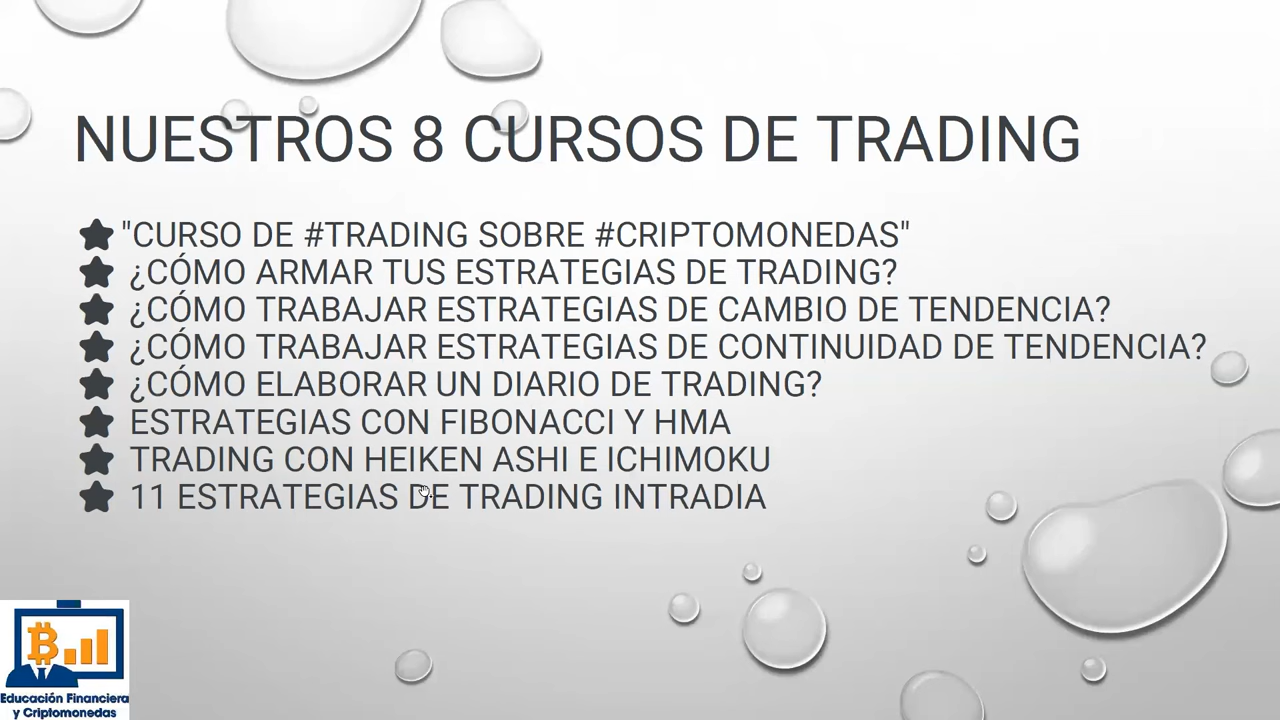 NUESTROS 8 CURSOS DE TRADING
"CURSO DE #TRADING SOBRE #CRIPTOMONEDAS"
¿CÓMO ARMAR TUS ESTRATEGIAS DE TRADING?
¿CÓMO TRABAJAR ESTRATEGIAS DE CAMBIO DE TENDENCIA?
¿CÓMO TRABAJAR ESTRATEGIAS DE CONTINUIDAD DE TENDENCIA?
¿CÓMO ELABORAR UN DIARIO DE TRADING?
ESTRATEGIAS CON FIBONACCI Y HMA
TRADING CON HEIKEN ASHI E ICHIMOKU
11 ESTRATEGIAS DE TRADING INTRADIA
Educación Financiera
y Criptomonedas